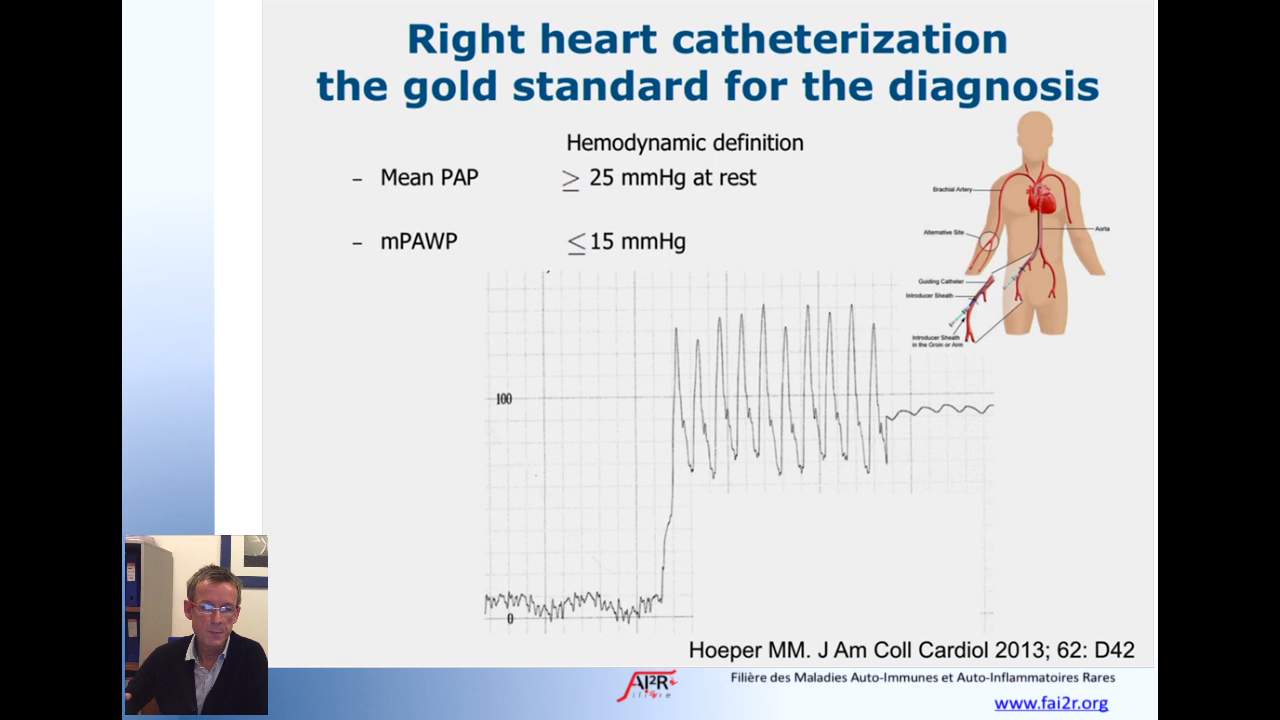 Right heart catheterization
the gold standard for the diagnosis
Hemodynamic definition
– Mean PAP ≥ 25 mmHg at rest
– mPAWP ≤ 15 mmHg
Brachial Artery
Alternative Site
Aorta
Guiding Catheter
Introducer Sheath
Introducer Sheath
in the Groin or Arm
100
0
Hoeper MM. J Am Coll Cardiol 2013; 62: D42
FAI²R
filière
Filière des Maladies Auto-Immunes et Auto-Inflammatoires Rares
www.fai2r.org